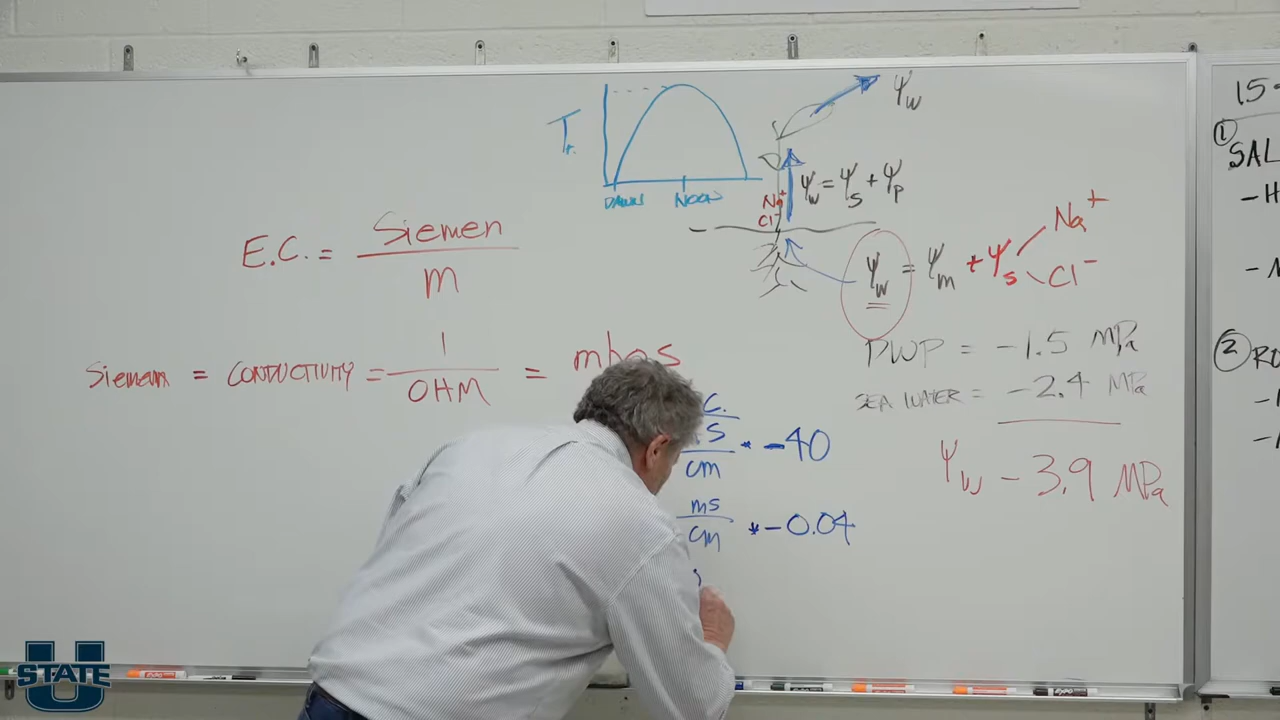 Tr.
DAWN NOON
Ψw
Na+
Cl-
Ψw = Ψs + Ψp
Ψw = Ψm + Ψs
Na+
Cl-
E.C. = Siemen
m
Siemen = CONDUCTIVITY = 1
OHM
= mhos
PWP = -1.5 MPa
SEA WATER = -2.4 MPa
Ψw - 3.9 MPa
C.
S
cm
* -40
mS
cm
* -0.04
15
①
SAL
- H
②
U STATE